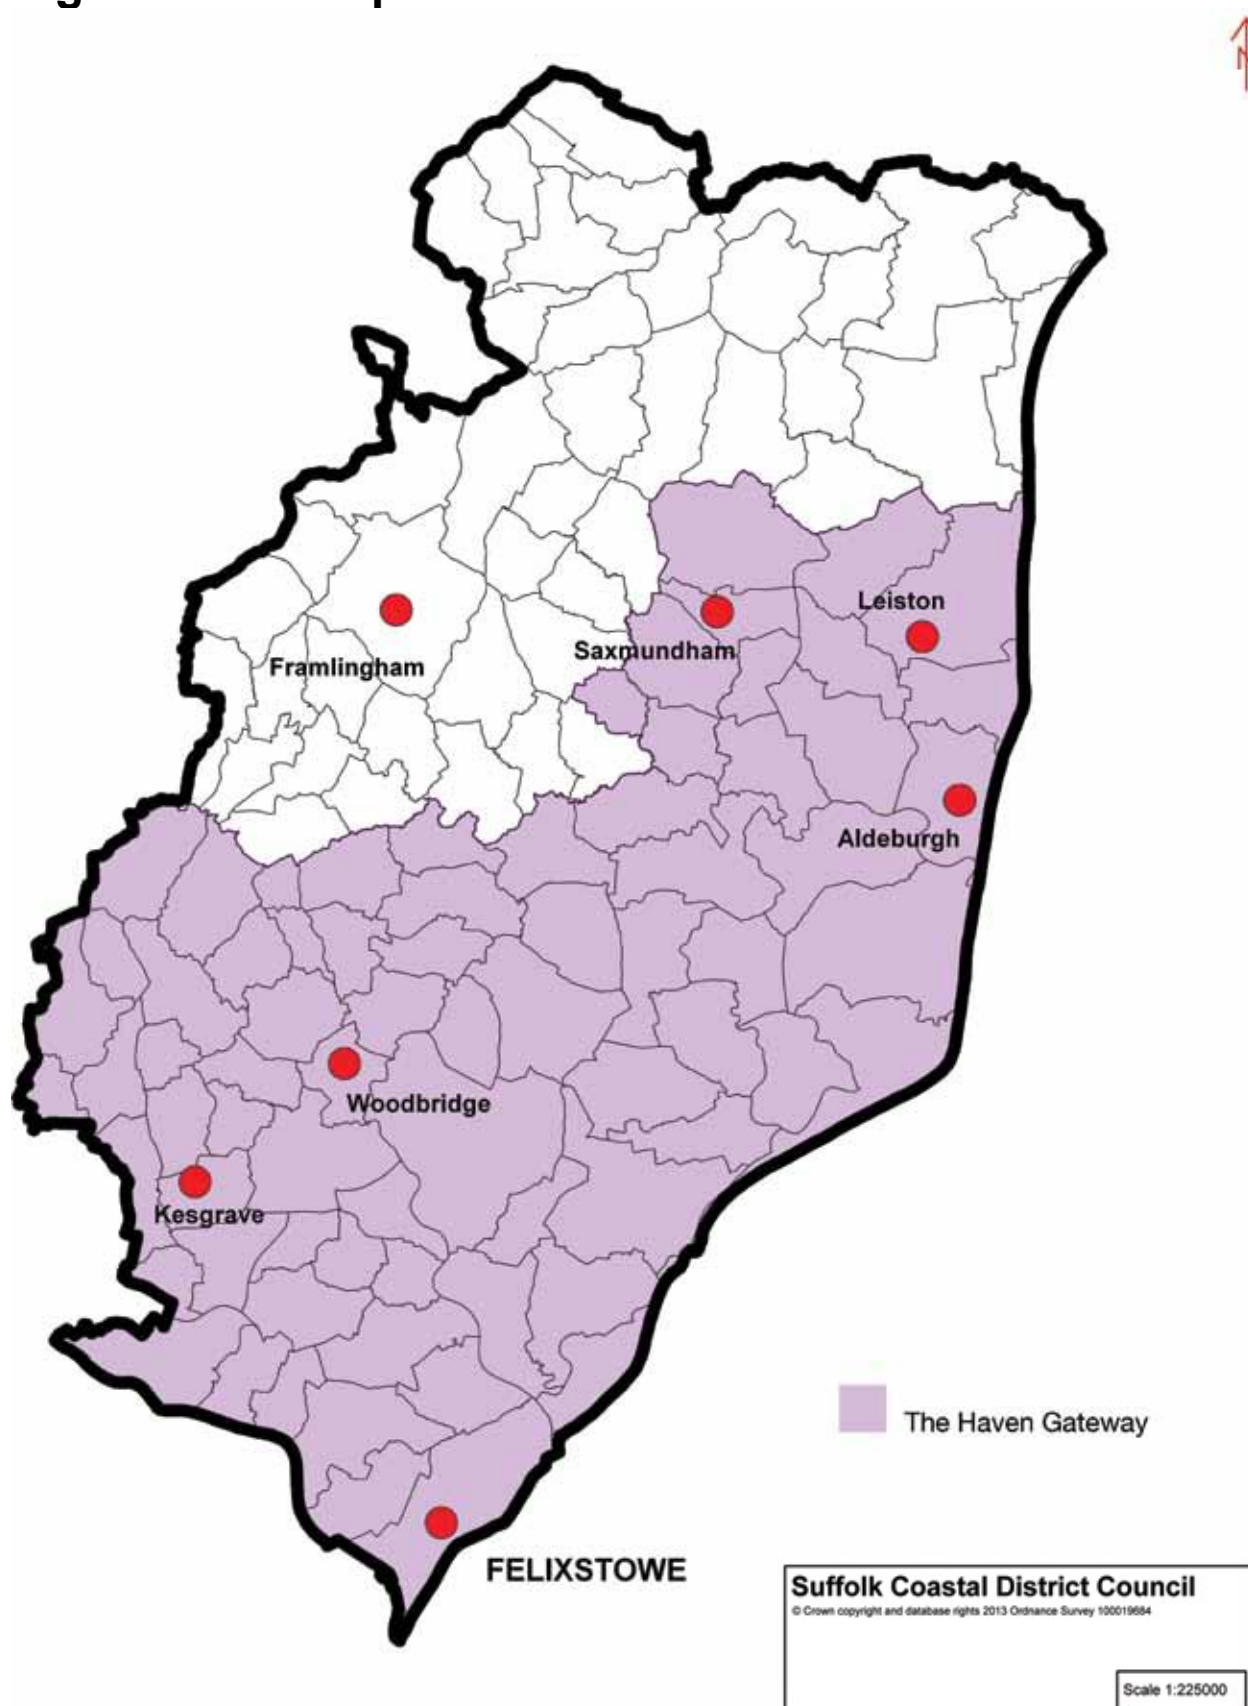 N
Leiston
Saxmundham
Framlingham
Aldeburgh
Woodbridge
Kesgrave
The Haven Gateway
FELIXSTOWE
Suffolk Coastal District Council
© Crown copyright and database rights 2013 Ordnance Survey 100019684
Scale 1:225000